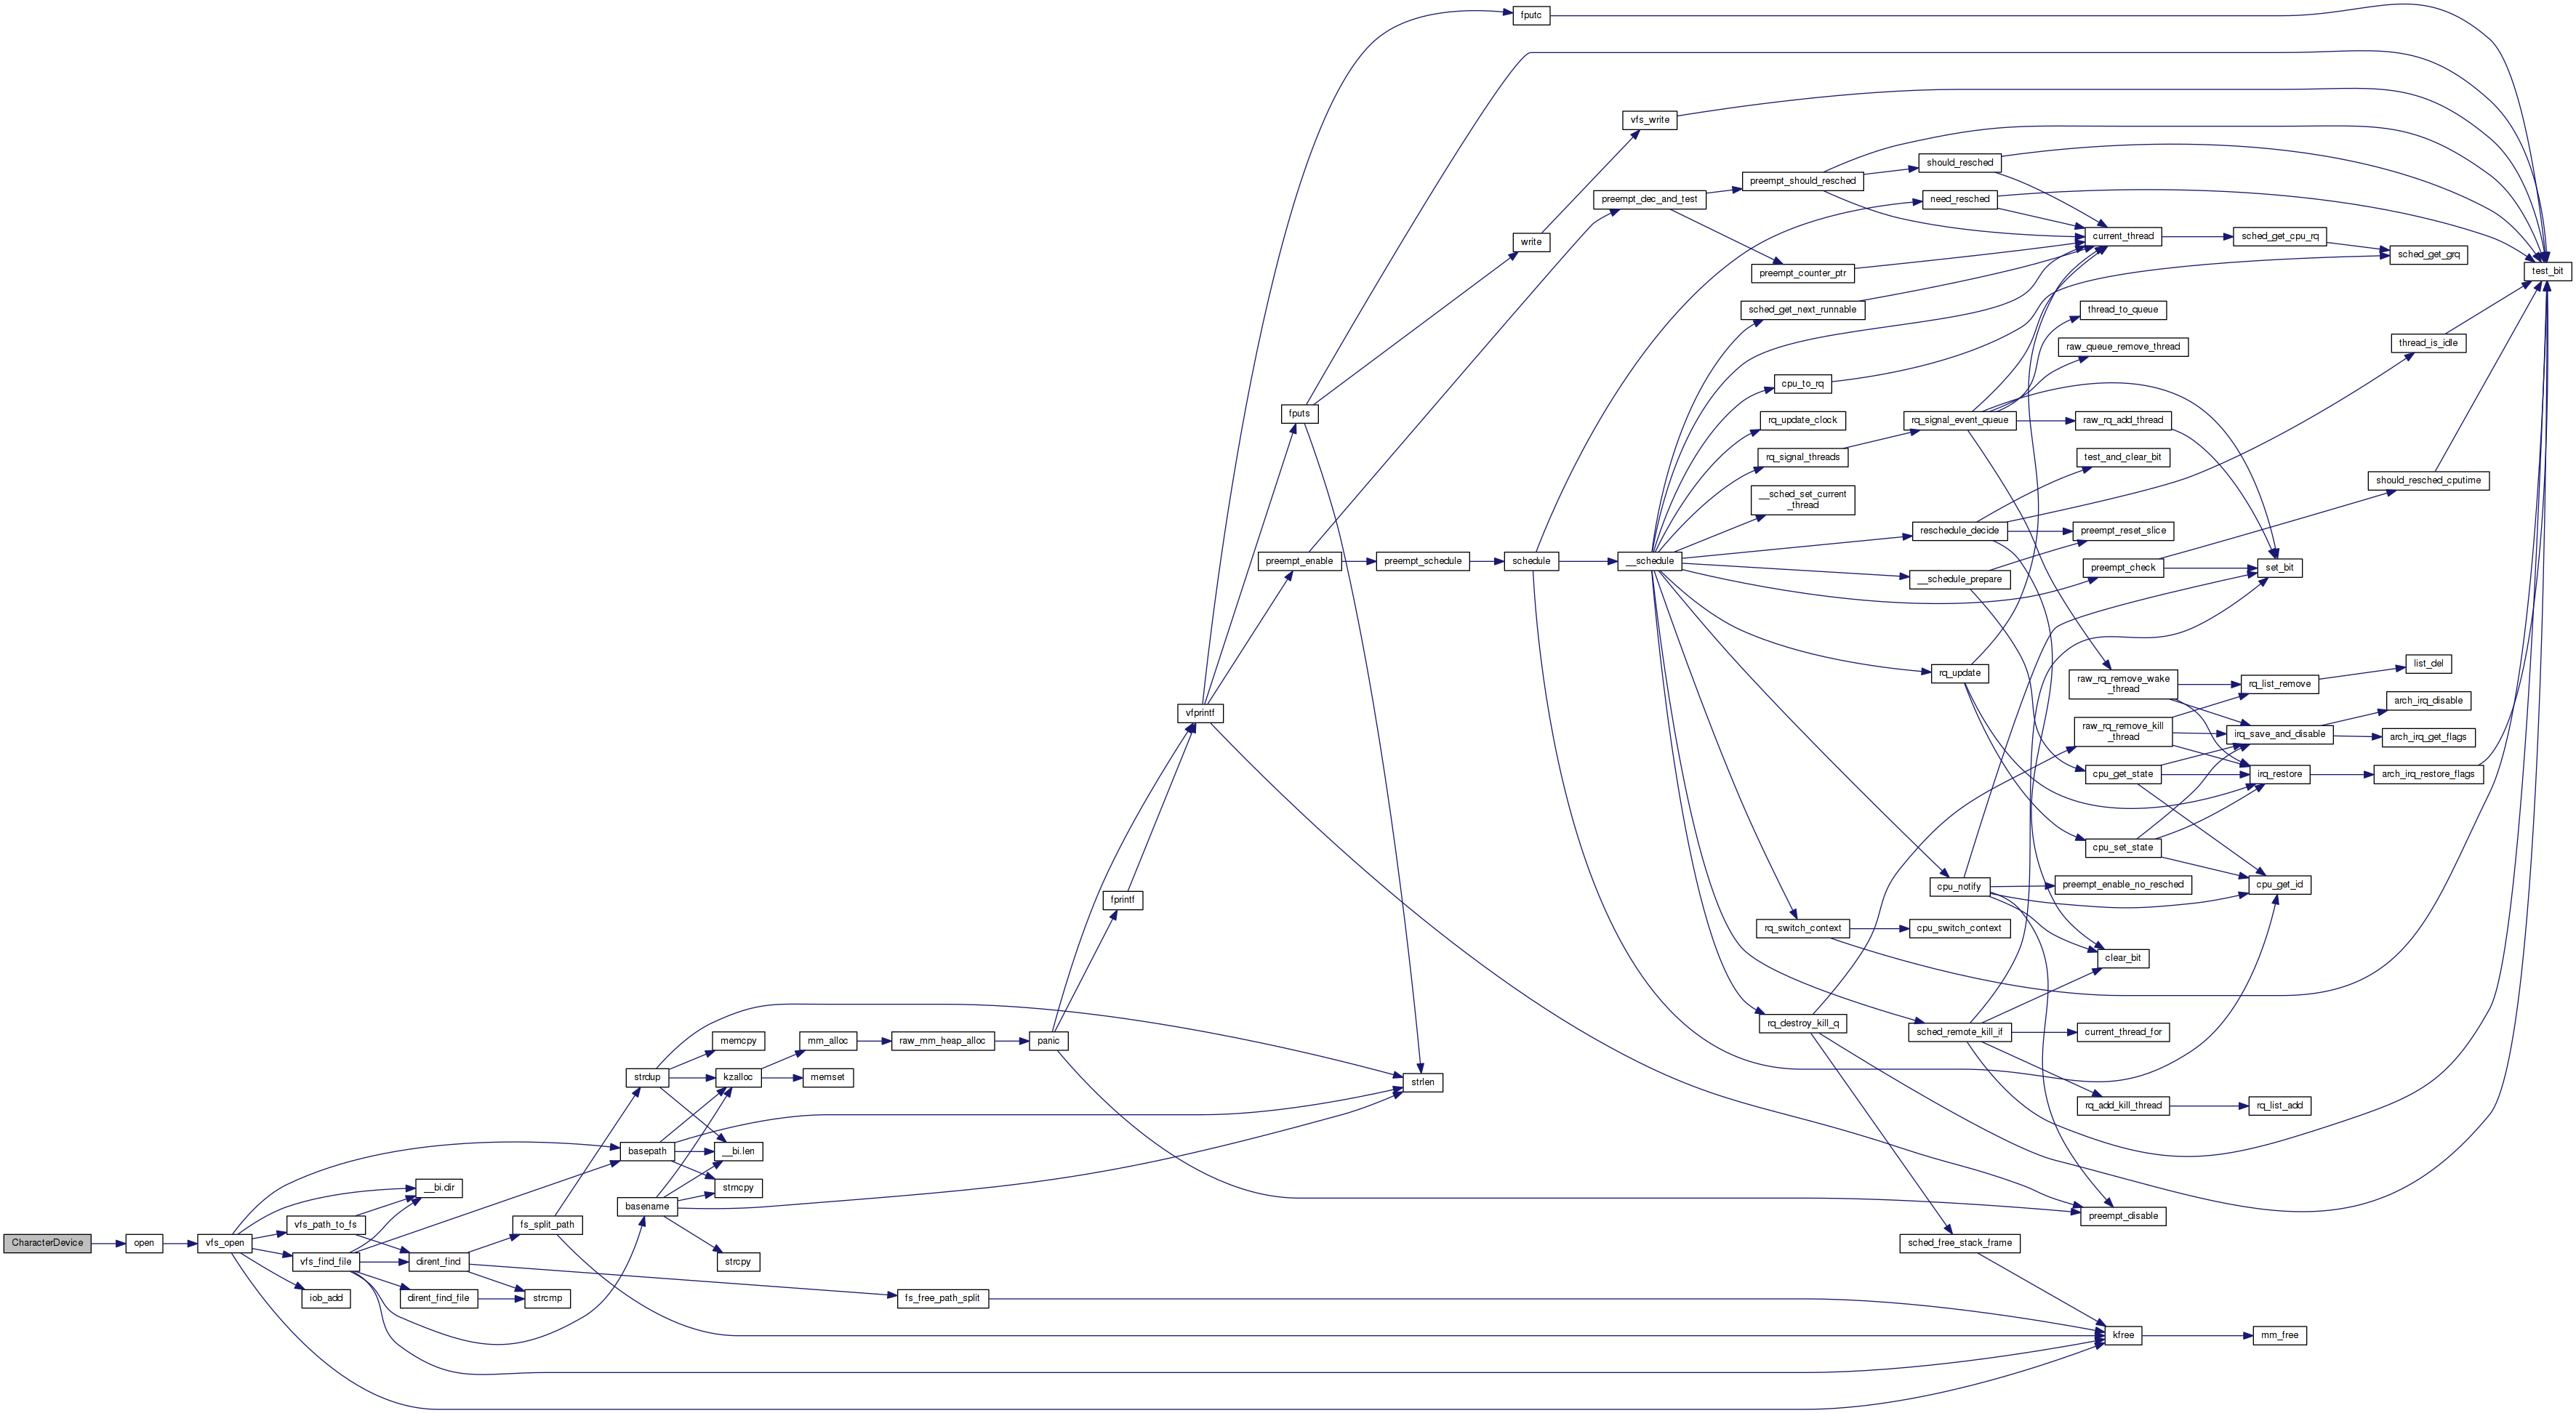 CharacterDevice
open
vfs_open
vfs_path_to_fs
vfs_find_file
iob_add
__bi.dir
dirent_find
dirent_find_file
fs_split_path
strcmp
strdup
basepath
basename
memcpy
kzalloc
__bi.len
strncpy
strcpy
mm_alloc
memset
raw_mm_heap_alloc
fs_free_path_split
panic
fprintf
vfprintf
fputs
preempt_enable
preempt_schedule
strlen
fputc
write
schedule
vfs_write
preempt_dec_and_test
__schedule
preempt_should_resched
preempt_counter_ptr
sched_get_next_runnable
cpu_to_rq
rq_update_clock
rq_signal_threads
__sched_set_current
_thread
rq_switch_context
rq_destroy_kill_q
should_resched
need_resched
rq_signal_event_queue
reschedule_decide
__schedule_prepare
rq_update
cpu_notify
cpu_switch_context
sched_remote_kill_if
sched_free_stack_frame
current_thread
thread_to_queue
raw_queue_remove_thread
raw_rq_add_thread
test_and_clear_bit
preempt_reset_slice
preempt_check
raw_rq_remove_wake
_thread
raw_rq_remove_kill
_thread
cpu_get_state
cpu_set_state
preempt_enable_no_resched
clear_bit
current_thread_for
rq_add_kill_thread
preempt_disable
kfree
sched_get_cpu_rq
set_bit
rq_list_remove
irq_save_and_disable
irq_restore
cpu_get_id
rq_list_add
mm_free
sched_get_grq
thread_is_idle
should_resched_cputime
list_del
arch_irq_disable
arch_irq_get_flags
arch_irq_restore_flags
test_bit